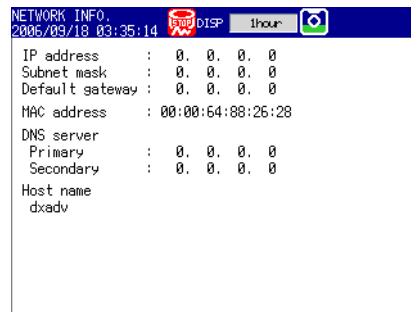 NETWORK INFO.
2006/09/18 03:35:14 STOP DISP 1hour
IP address : 0. 0. 0. 0
Subnet mask : 0. 0. 0. 0
Default gateway : 0. 0. 0. 0
MAC address : 00:00:64:88:26:28
DNS server
Primary : 0. 0. 0. 0
Secondary : 0. 0. 0. 0
Host name
dxadv